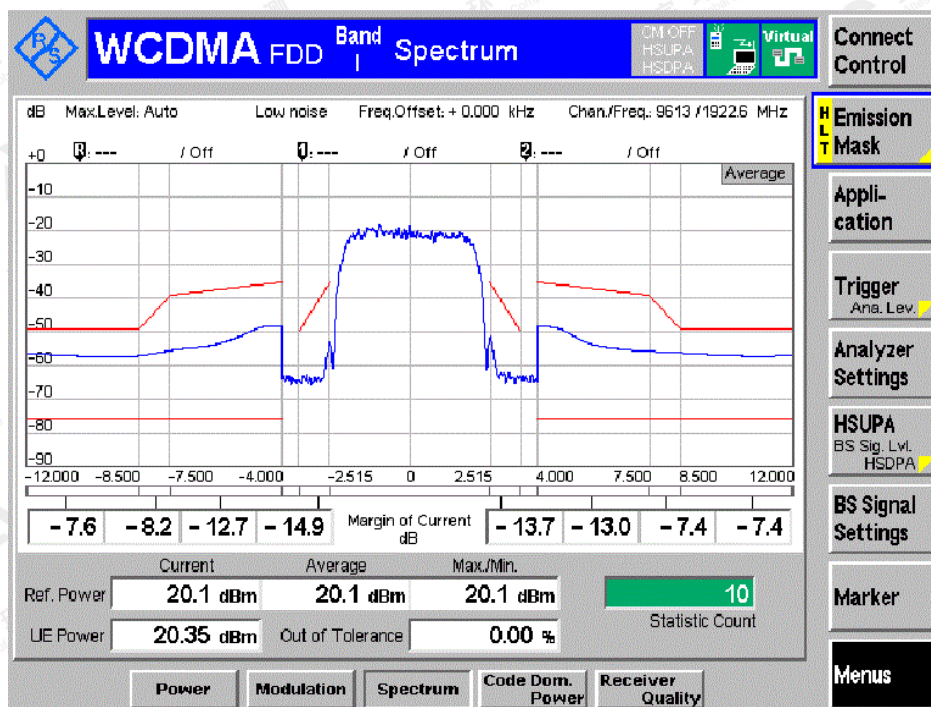 R/S
WCDMA FDD Band I Spectrum
CM OFF
HSUPA
HSDPA
Virtual
Connect
Control
dB Max.Level: Auto Low noise Freq.Offset: + 0.000 kHz Chan./Freq.: 9613 / 1922.6 MHz
R: --- / Off 1: --- / Off 2: --- / Off
HLT
Emission
Mask
Average
+0
-10
-20
-30
-40
-50
-60
-70
-80
-90
-12.000 -8.500 -7.500 -4.000 -2.515 0 2.515 4.000 7.500 8.500 12.000
Appli-
cation
Trigger
Ana. Lev.
Analyzer
Settings
HSUPA
BS Sig. Lvl.
HSDPA
BS Signal
Settings
Marker
Menus
-7.6 -8.2 -12.7 -14.9 Margin of Current dB -13.7 -13.0 -7.4 -7.4
Current Average Max./Min.
Ref. Power 20.1 dBm 20.1 dBm 20.1 dBm 10
Statistic Count
UE Power 20.35 dBm Out of Tolerance 0.00 %
Power Modulation Spectrum Code Dom. Power Receiver Quality